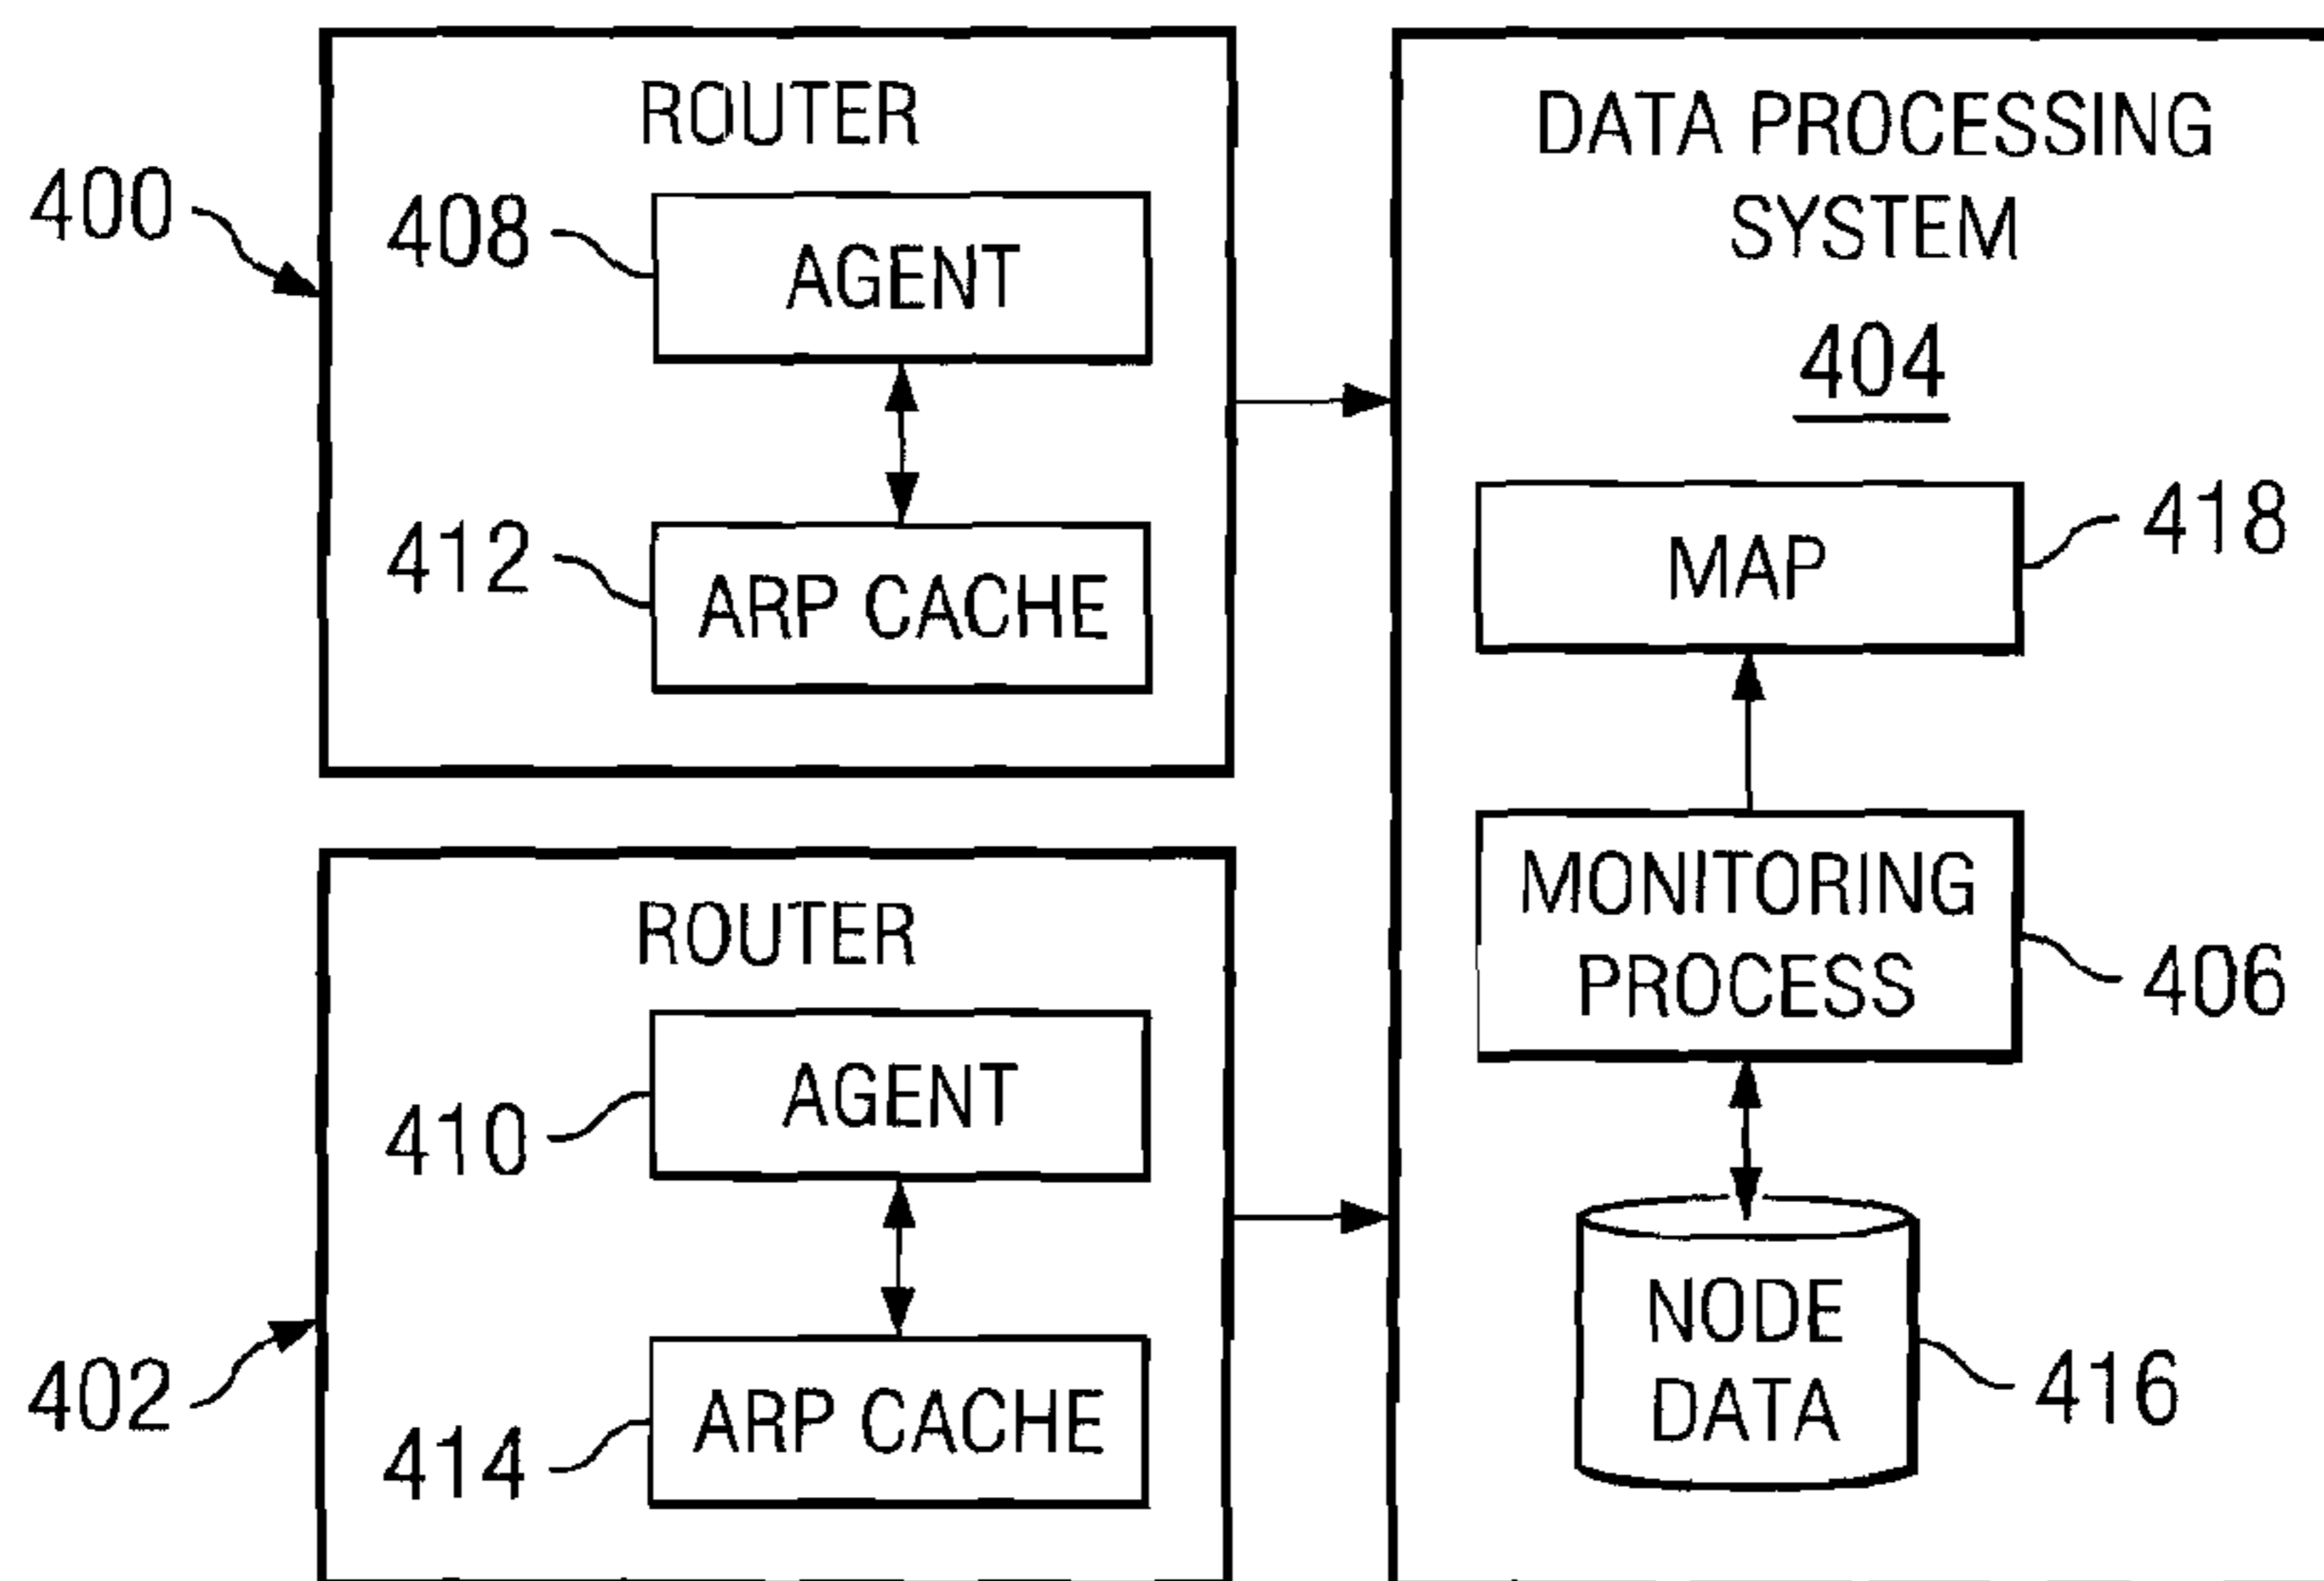 ROUTER
400
408
AGENT
412
ARP CACHE
ROUTER
410
AGENT
402
414
ARP CACHE
DATA PROCESSING
SYSTEM
404
MAP
418
MONITORING
PROCESS
406
NODE
DATA
416